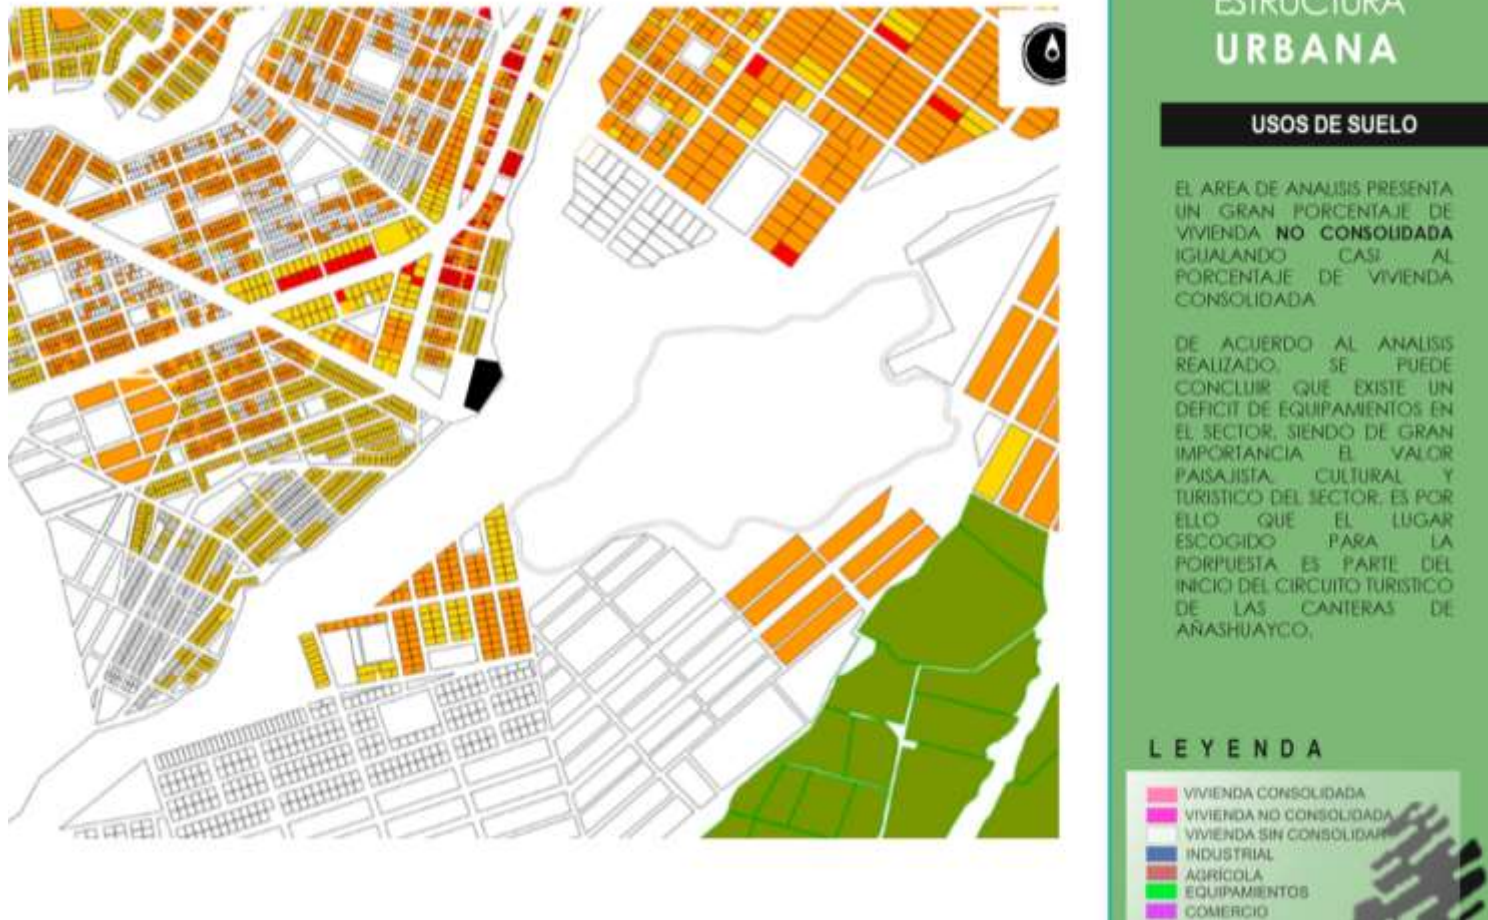 ESTRUCTURA
URBANA
USOS DE SUELO
EL AREA DE ANALISIS PRESENTA
UN GRAN PORCENTAJE DE
VIVIENDA NO CONSOLIDADA
IGUALANDO CASI AL
PORCENTAJE DE VIVIENDA
CONSOLIDADA
DE ACUERDO AL ANALISIS
REALIZADO, SE PUEDE
CONCLUIR QUE EXISTE UN
DEFICIT DE EQUIPAMIENTOS EN
EL SECTOR, SIENDO DE GRAN
IMPORTANCIA EL VALOR
PAISAJISTA, CULTURAL Y
TURISTICO DEL SECTOR, ES POR
ELLO QUE EL LUGAR
ESCOGIDO PARA LA
PORPUESTA ES PARTE DEL
INICIO DEL CIRCUITO TURISTICO
DE LAS CANTERAS DE
AÑASHUAYCO.
LEYENDA
VIVIENDA CONSOLIDADA
VIVIENDA NO CONSOLIDADA
VIVIENDA SIN CONSOLIDAR
INDUSTRIAL
AGRÍCOLA
EQUIPAMIENTOS
COMERCIO